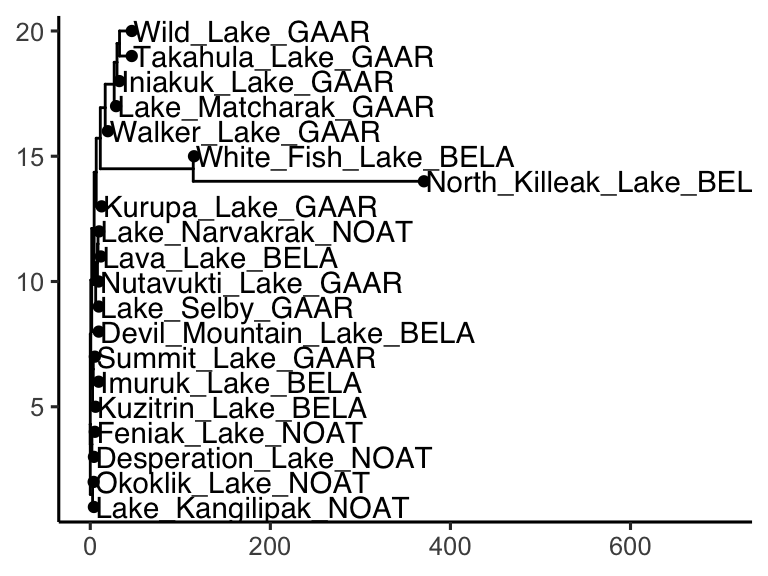 20
Wild_Lake_GAAR
Takahula_Lake_GAAR
Iniakuk_Lake_GAAR
Lake_Matcharak_GAAR
Walker_Lake_GAAR
15
White_Fish_Lake_BELA
North_Killeak_Lake_BEL
Kurupa_Lake_GAAR
Lake_Narvakrak_NOAT
Lava_Lake_BELA
10
Nutavukti_Lake_GAAR
Lake_Selby_GAAR
Devil_Mountain_Lake_BELA
Summit_Lake_GAAR
Imuruk_Lake_BELA
5
Kuzitrin_Lake_BELA
Feniak_Lake_NOAT
Desperation_Lake_NOAT
Okoklik_Lake_NOAT
Lake_Kangilipak_NOAT
0 200 400 600